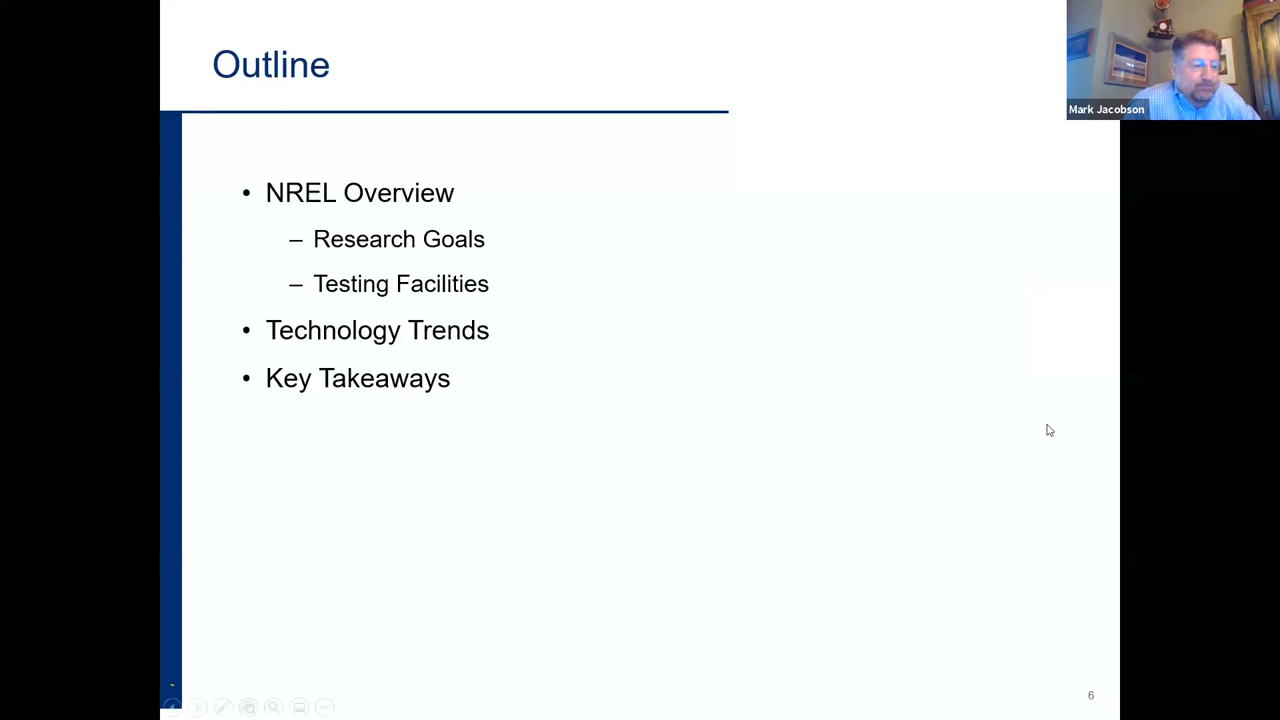 Outline
Mark Jacobson
• NREL Overview
– Research Goals
– Testing Facilities
• Technology Trends
• Key Takeaways
6